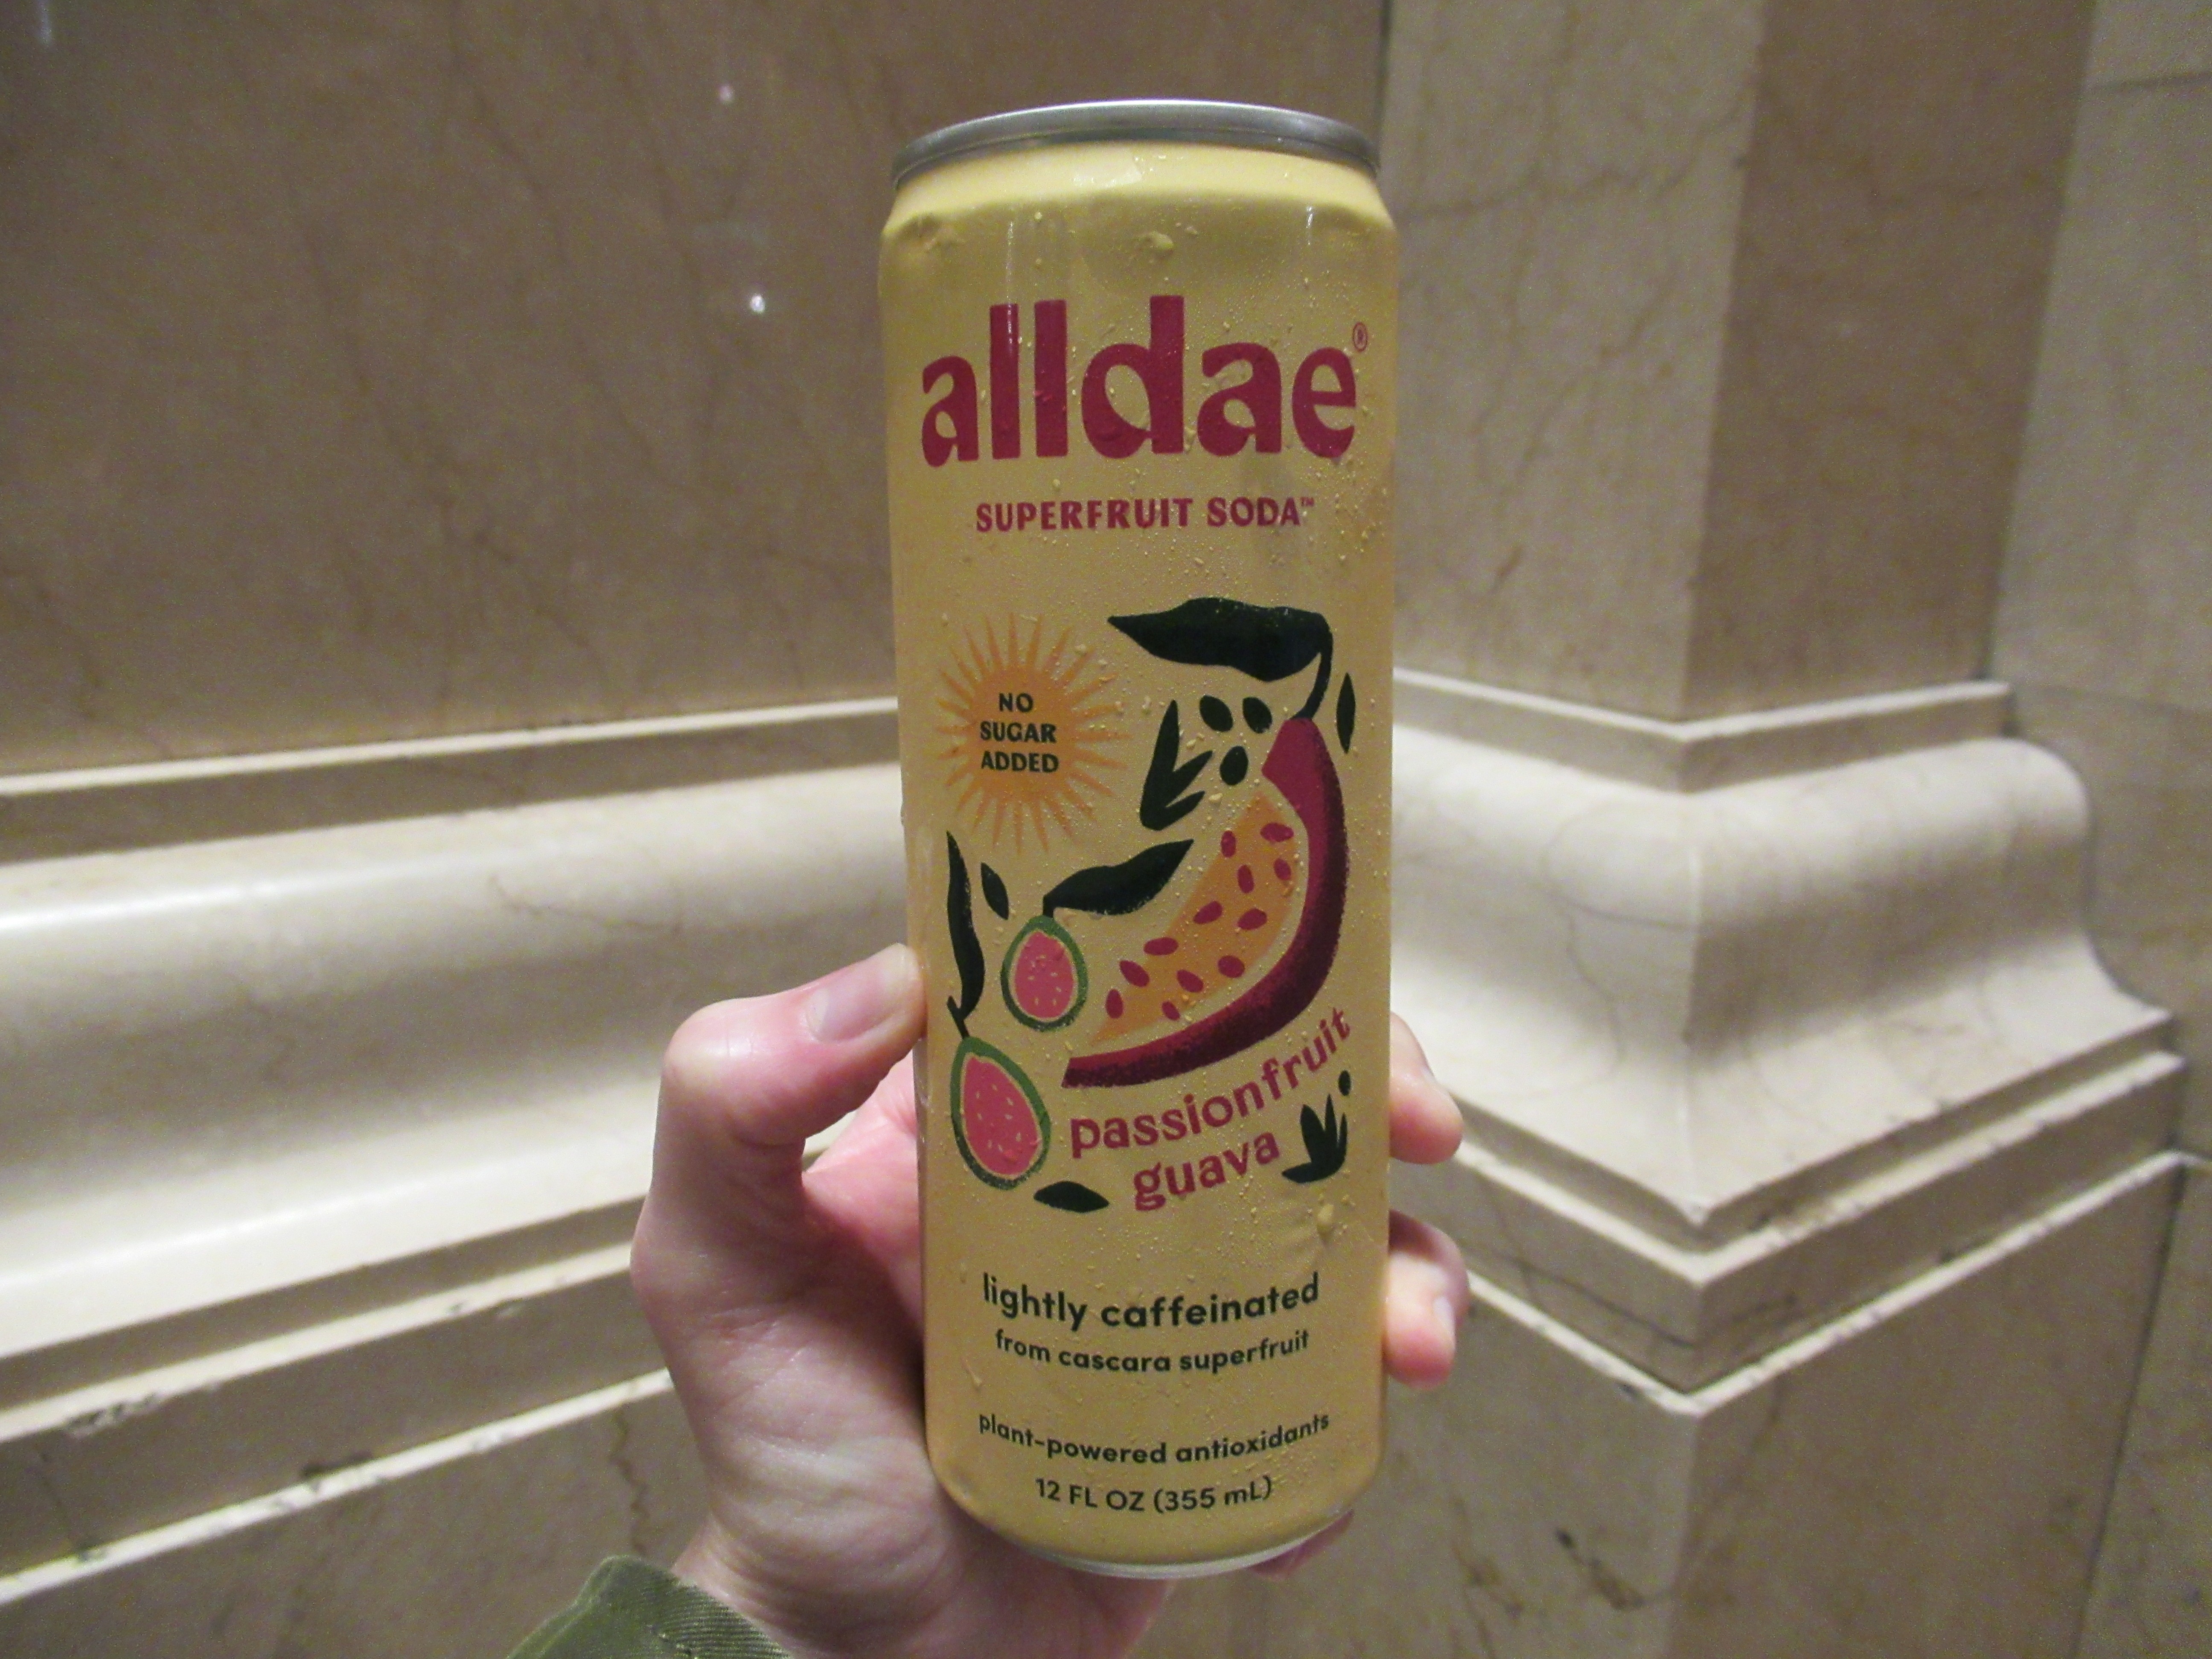 alldae®
SUPERFRUIT SODA™
NO
SUGAR
ADDED
passionfruit
guava
lightly caffeinated
from cascara superfruit
plant-powered antioxidants
12 FL OZ (355 mL)